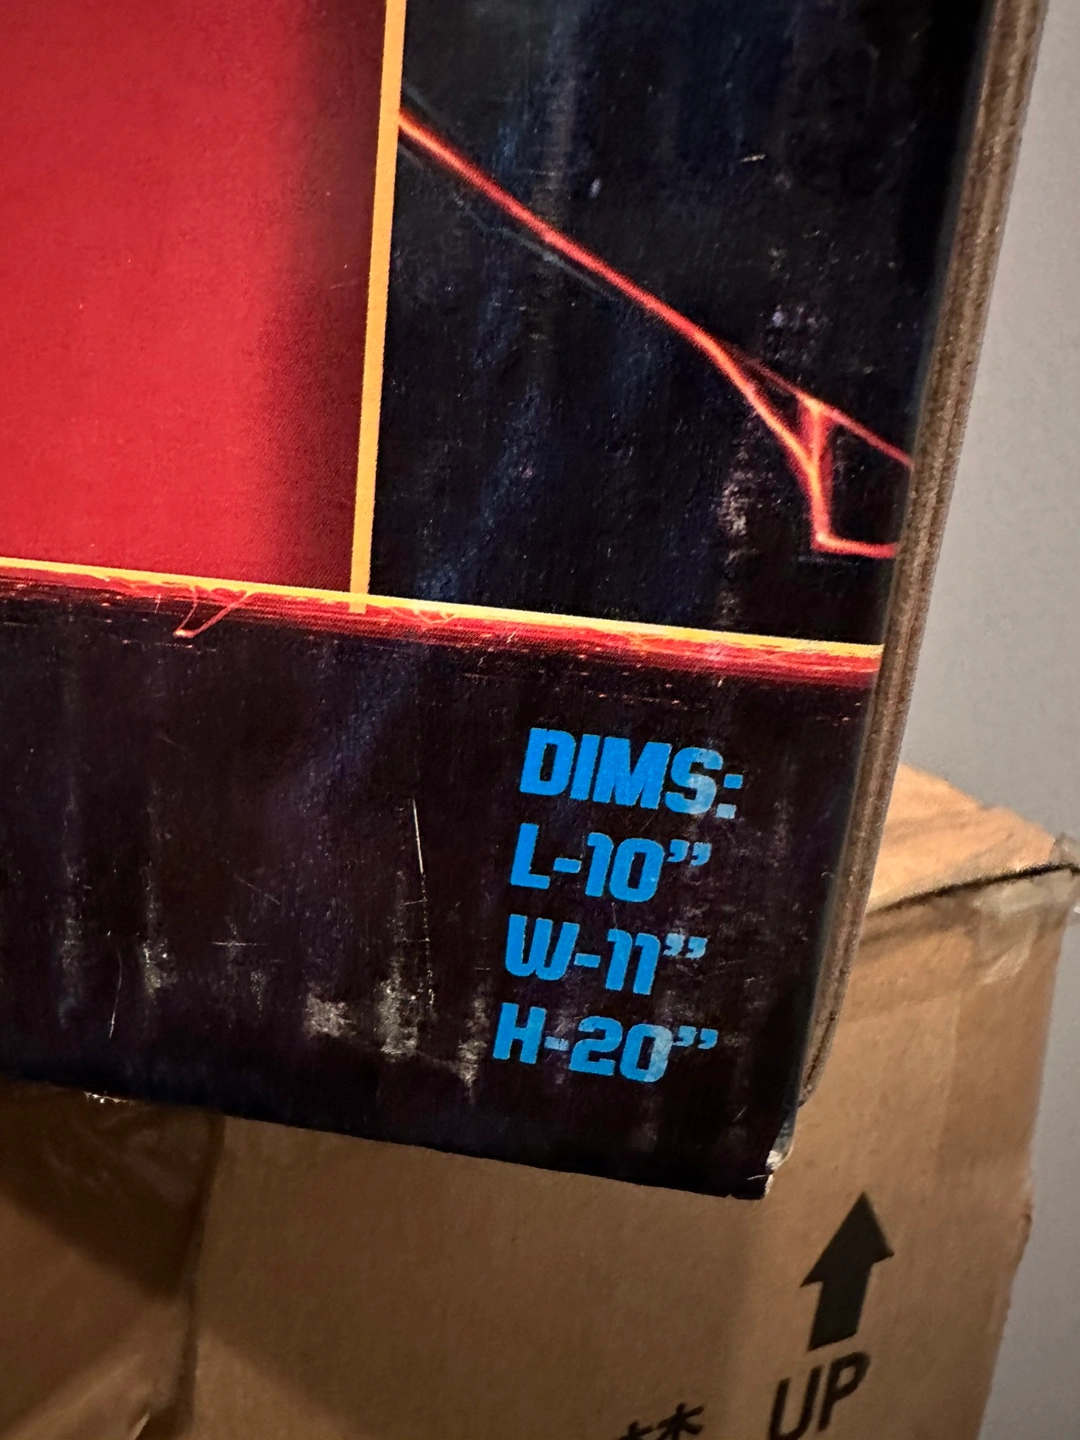 DIMS:
L-10”
W-11”
H-20”
UP